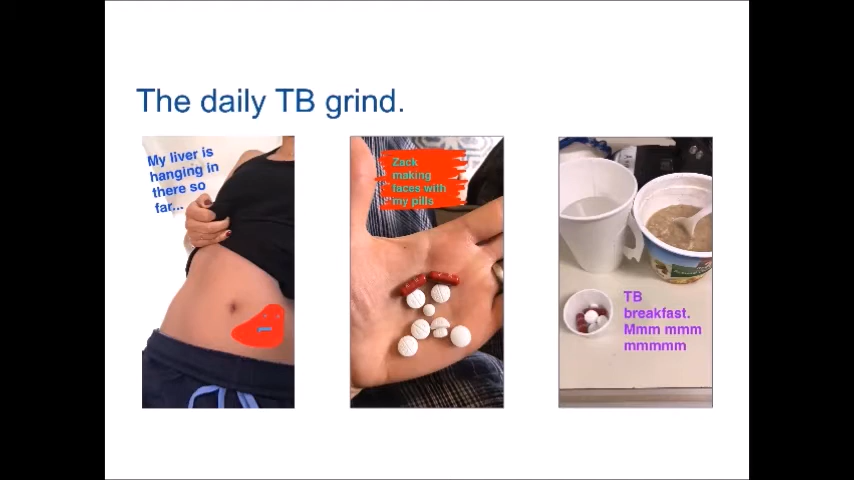 The daily TB grind.
My liver is
hanging in
there so
far...
Zack
making
faces with
my pills
TB
breakfast.
Mmm mmm
mmmmm